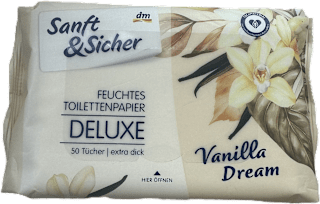 Sanft
&Sicher
dm
FEUCHTES
TOILETTENPAPIER
DELUXE
50 Tücher | extra dick
Vanilla
Dream
HIER ÖFFNEN